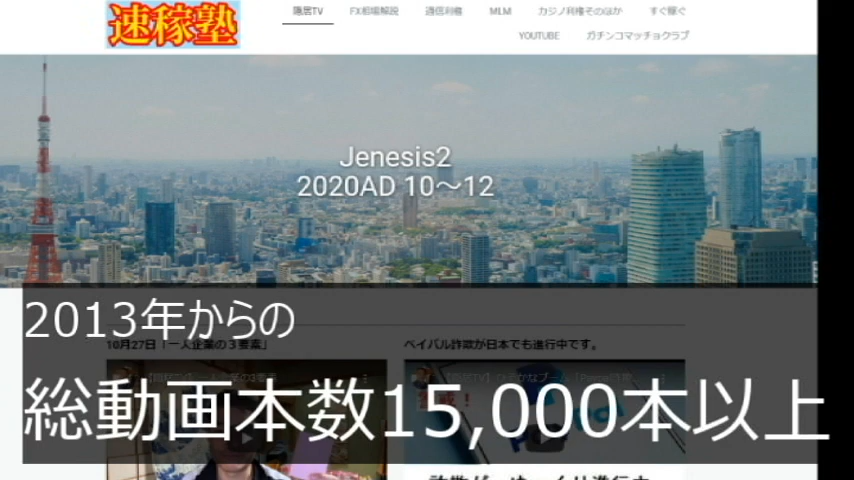 速稼塾
隠居TV FX相場解説 通信利権 MLM カジノ利権そのほか すぐ稼ぐ
YOUTUBE ガチンコマッチョクラブ
Jenesis2
2020AD 10～12
2013年からの
10月27日「一人企業の３要素」 ペイパル詐欺が日本でも進行中です。
総動画本数15,000本以上